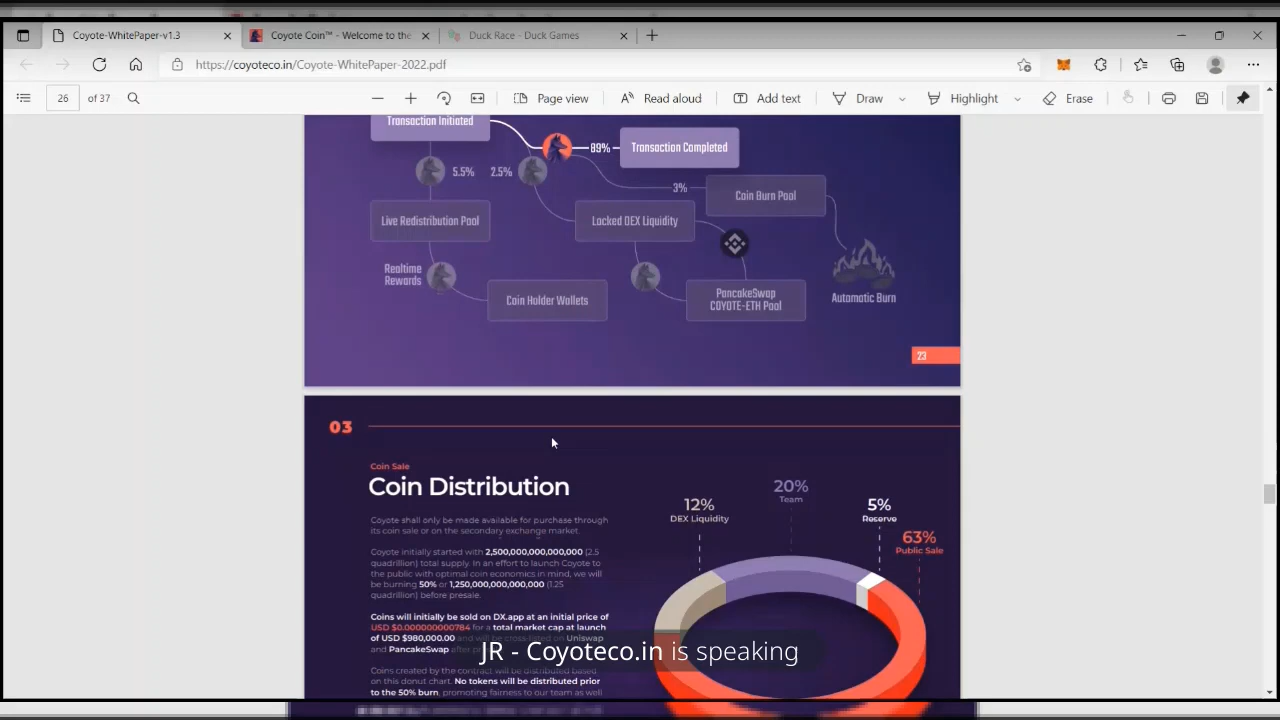 Coyote-WhitePaper-v1.3
Coyote Coin™ - Welcome to the
Duck Race - Duck Games
https://coyoteco.in/Coyote-WhitePaper-2022.pdf
26 of 37
Page view
Read aloud
Add text
Draw
Highlight
Erase
Transaction Initiated
89%
Transaction Completed
5.5%
2.5%
3%
Coin Burn Pool
Live Redistribution Pool
Locked DEX Liquidity
Realtime
Rewards
Coin Holder Wallets
PancakeSwap
COYOTE-ETH Pool
Automatic Burn
23
03
Coin Sale
Coin Distribution
Coyote shall only be made available for purchase through
its coin sale or on the secondary exchange market.
Coyote initially started with 2,500,000,000,000,000 (2.5
quadrillion) total supply. In an effort to launch Coyote to
the public with optimal coin economics in mind, we will
be burning 50% or 1,250,000,000,000,000 (1.25
quadrillion) before presale.
Coins will initially be sold on DX.app at an initial price of
USD $0.000000000784 for a total market cap at launch
of USD $980,000.00 and will be cross-listed on Uniswap
and PancakeSwap after
Coins created by the contract will be distributed based
on this donut chart. No tokens will be distributed prior
to the 50% burn, promoting fairness to our team as well
12%
DEX Liquidity
20%
Team
5%
Reserve
63%
Public Sale
JR - Coyoteco.in is speaking